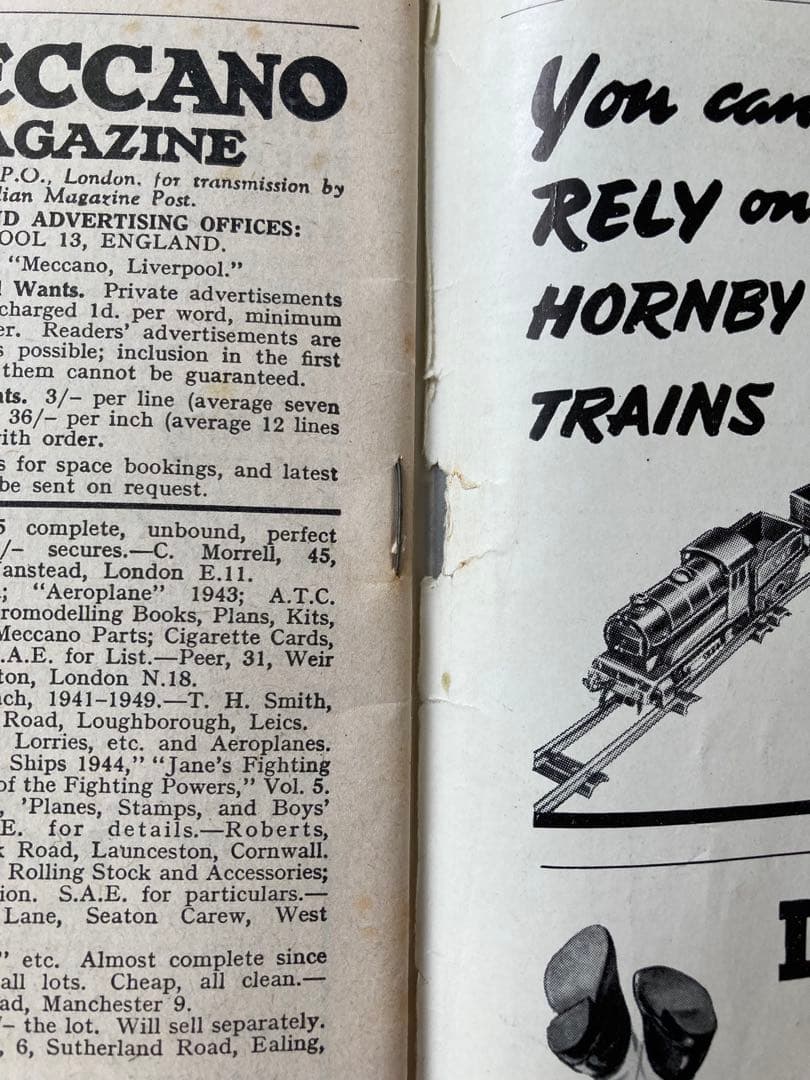 ECCANO
AGAZINE
P.O., London, for transmission by
dian Magazine Post.
ND ADVERTISING OFFICES:
OOL 13, ENGLAND.
"Meccano, Liverpool."
Wants. Private advertisements
charged 1d. per word, minimum
er. Readers' advertisements are
s possible; inclusion in the first
them cannot be guaranteed.
nts. 3/– per line (average seven
36/– per inch (average 12 lines
with order.
s for space bookings, and latest
be sent on request.
5 complete, unbound, perfect
/– secures.—C. Morrell, 45,
anstead, London E.11.
; "Aeroplane" 1943; A.T.C.
romodelling Books, Plans, Kits,
Meccano Parts; Cigarette Cards,
.A.E. for List.—Peer, 31, Weir
ton, London N.18.
ach, 1941–1949.—T. H. Smith,
Road, Loughborough, Leics.
Lorries, etc. and Aeroplanes.
Ships 1944," "Jane's Fighting
of the Fighting Powers," Vol. 5.
, 'Planes, Stamps, and Boys'
E. for details.—Roberts,
k Road, Launceston, Cornwall.
Rolling Stock and Accessories;
ion. S.A.E. for particulars.—
Lane, Seaton Carew, West
" etc. Almost complete since
all lots. Cheap, all clean.—
ad, Manchester 9.
/– the lot. Will sell separately.
, 6, Sutherland Road, Ealing,
You can
RELY on
HORNBY
TRAINS